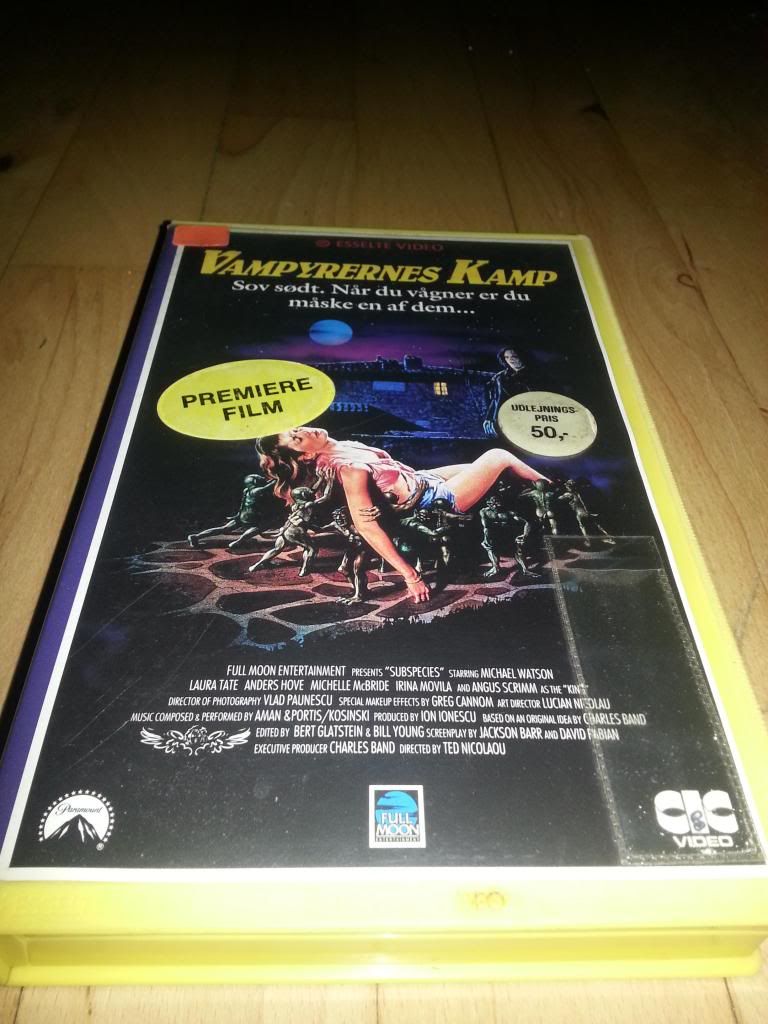 ESSELTE VIDEO
VAMPYRERNES KAMP
Sov sødt. Når du vågner er du
måske en af dem...
PREMIERE
FILM
UDLEJNINGS-
PRIS
50,-
FULL MOON ENTERTAINMENT PRESENTS "SUBSPECIES" STARRING MICHAEL WATSON
LAURA TATE ANDERS HOVE MICHELLE McBRIDE IRINA MOVILA AND ANGUS SCRIMM AS THE "KING"
DIRECTOR OF PHOTOGRAPHY VLAD PAUNESCU SPECIAL MAKEUP EFFECTS BY GREG CANNOM ART DIRECTOR LUCIAN NICOLAU
MUSIC COMPOSED & PERFORMED BY AMAN & PORTIS/KOSINSKI PRODUCED BY ION IONESCU BASED ON AN ORIGINAL IDEA BY CHARLES BAND
EDITED BY BERT GLATSTEIN & BILL YOUNG SCREENPLAY BY JACKSON BARR AND DAVID PABIAN
EXECUTIVE PRODUCER CHARLES BAND DIRECTED BY TED NICOLAOU
Paramount
FULL
MOON
ENTERTAINMENT
CIC
&
VIDEO